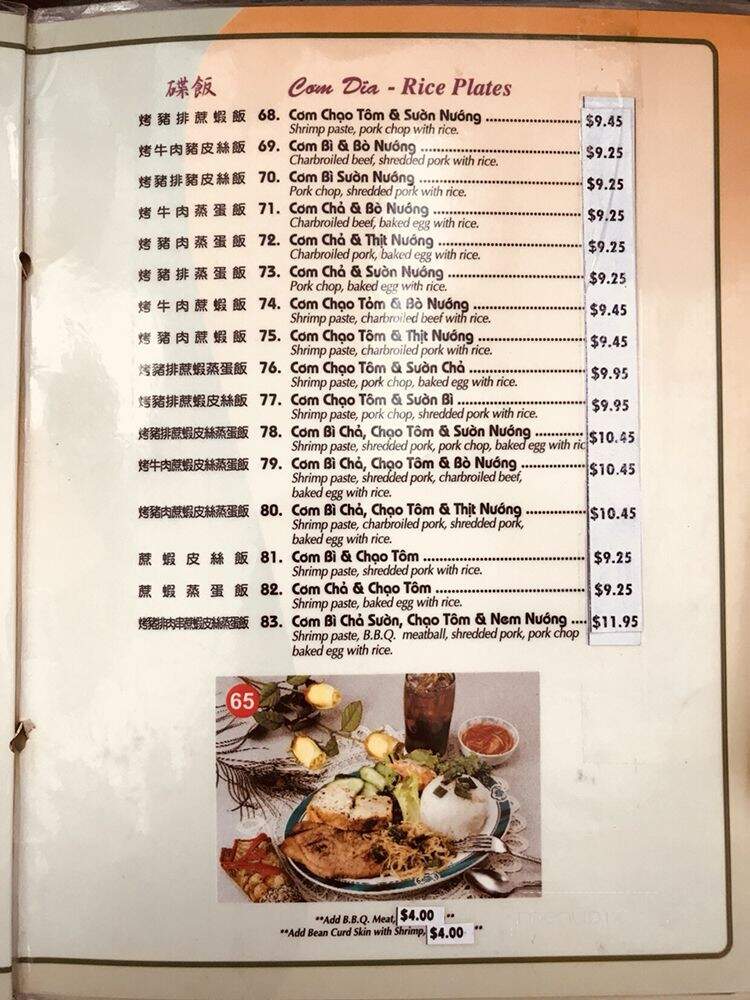 碟飯 Cơm Dĩa - Rice Plates
烤豬排蔗蝦飯 68. Cơm Chạo Tôm & Sườn Nướng $9.45
Shrimp paste, pork chop with rice.
烤牛肉豬皮絲飯 69. Cơm Bì & Bò Nướng $9.25
Charbroiled beef, shredded pork with rice.
烤豬排豬皮絲飯 70. Cơm Bì Sườn Nướng $9.25
Pork chop, shredded pork with rice.
烤牛肉蒸蛋飯 71. Cơm Chả & Bò Nướng $9.25
Charbroiled beef, baked egg with rice.
烤豬肉蒸蛋飯 72. Cơm Chả & Thịt Nướng $9.25
Charbroiled pork, baked egg with rice.
烤豬排蒸蛋飯 73. Cơm Chả & Sườn Nướng $9.25
Pork chop, baked egg with rice.
烤牛肉蔗蝦飯 74. Cơm Chạo Tỏm & Bò Nướng $9.45
Shrimp paste, charbroiled beef with rice.
烤豬肉蔗蝦飯 75. Cơm Chạo Tôm & Thịt Nướng $9.45
Shrimp paste, charbroiled pork with rice.
烤豬排蔗蝦蒸蛋飯 76. Cơm Chạo Tôm & Sườn Chả $9.95
Shrimp paste, pork chop, baked egg with rice.
烤豬排蔗蝦皮絲飯 77. Cơm Chạo Tôm & Sườn Bì $9.95
Shrimp paste, pork chop, shredded pork with rice.
烤豬排蔗蝦皮絲蒸蛋飯 78. Cơm Bì Chả, Chạo Tôm & Sườn Nướng $10.45
Shrimp paste, shredded pork, pork chop, baked egg with ric
烤牛肉蔗蝦皮絲蒸蛋飯 79. Cơm Bì Chả, Chạo Tôm & Bò Nướng $10.45
Shrimp paste, shredded pork, charbroiled beef,
baked egg with rice.
烤豬肉蔗蝦皮絲蒸蛋飯 80. Cơm Bì Chả, Chạo Tôm & Thịt Nướng $10.45
Shrimp paste, charbroiled pork, shredded pork,
baked egg with rice.
蔗蝦皮絲飯 81. Cơm Bì & Chạo Tôm $9.25
Shrimp paste, shredded pork with rice.
蔗蝦蒸蛋飯 82. Cơm Chả & Chạo Tôm $9.25
Shrimp paste, baked egg with rice.
烤豬排肉串蔗蝦皮絲蒸蛋飯 83. Cơm Bì Chả Sườn, Chạo Tôm & Nem Nướng $11.95
Shrimp paste, B.B.Q. meatball, shredded pork, pork chop
baked egg with rice.
65
**Add B.B.Q. Meat, $4.00 **
**Add Bean Curd Skin with Shrimp, $4.00 **